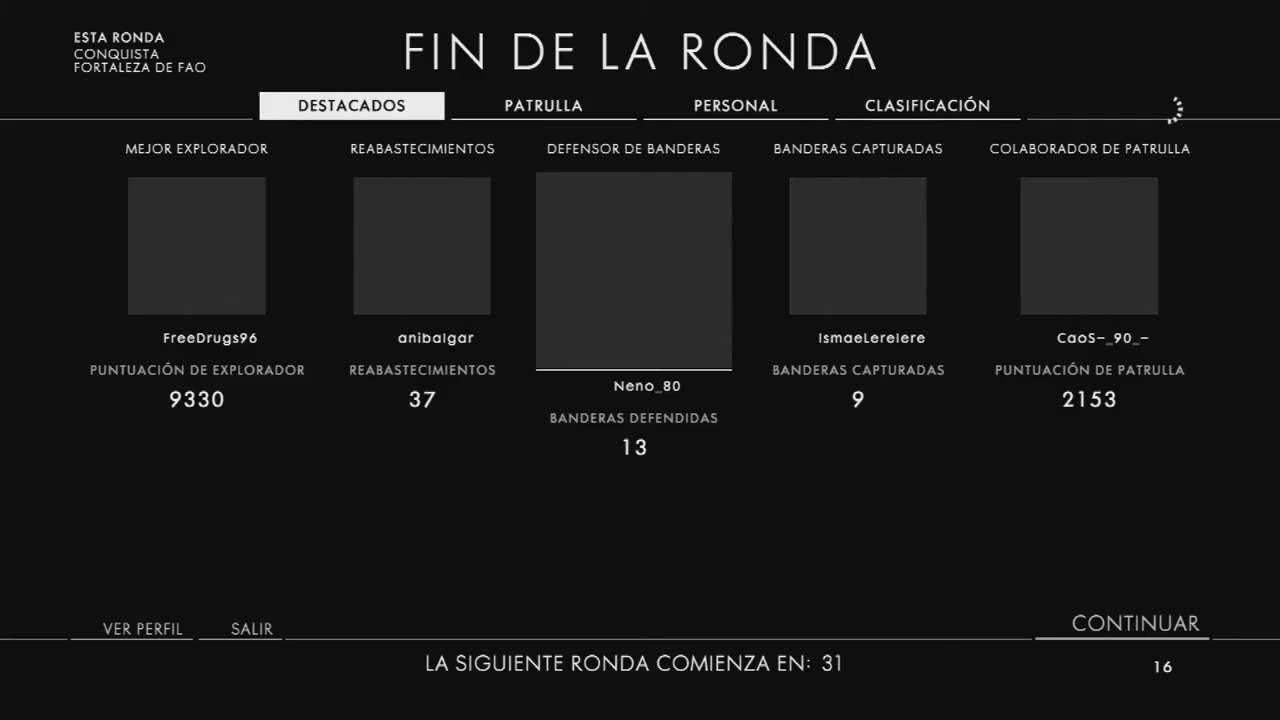 ESTA RONDA
CONQUISTA
FORTALEZA DE FAO
FIN DE LA RONDA
DESTACADOS PATRULLA PERSONAL CLASIFICACIÓN
MEJOR EXPLORADOR REABASTECIMIENTOS DEFENSOR DE BANDERAS BANDERAS CAPTURADAS COLABORADOR DE PATRULLA
FreeDrugs96 anibalgar IsmaeLerelere CaoS-_90_-
PUNTUACIÓN DE EXPLORADOR REABASTECIMIENTOS BANDERAS CAPTURADAS PUNTUACIÓN DE PATRULLA
Neno_80
9330 37 9 2153
BANDERAS DEFENDIDAS
13
VER PERFIL SALIR CONTINUAR
LA SIGUIENTE RONDA COMIENZA EN: 31
16